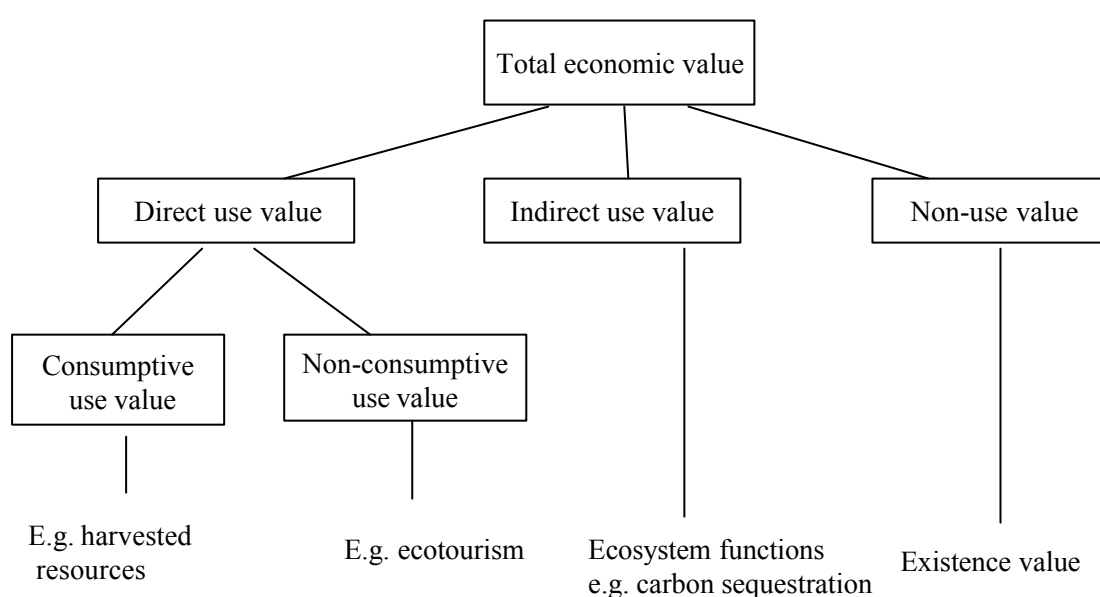 Total economic value
Direct use value
Indirect use value
Non-use value
Consumptive
use value
Non-consumptive
use value
E.g. harvested
resources
E.g. ecotourism
Ecosystem functions
e.g. carbon sequestration
Existence value